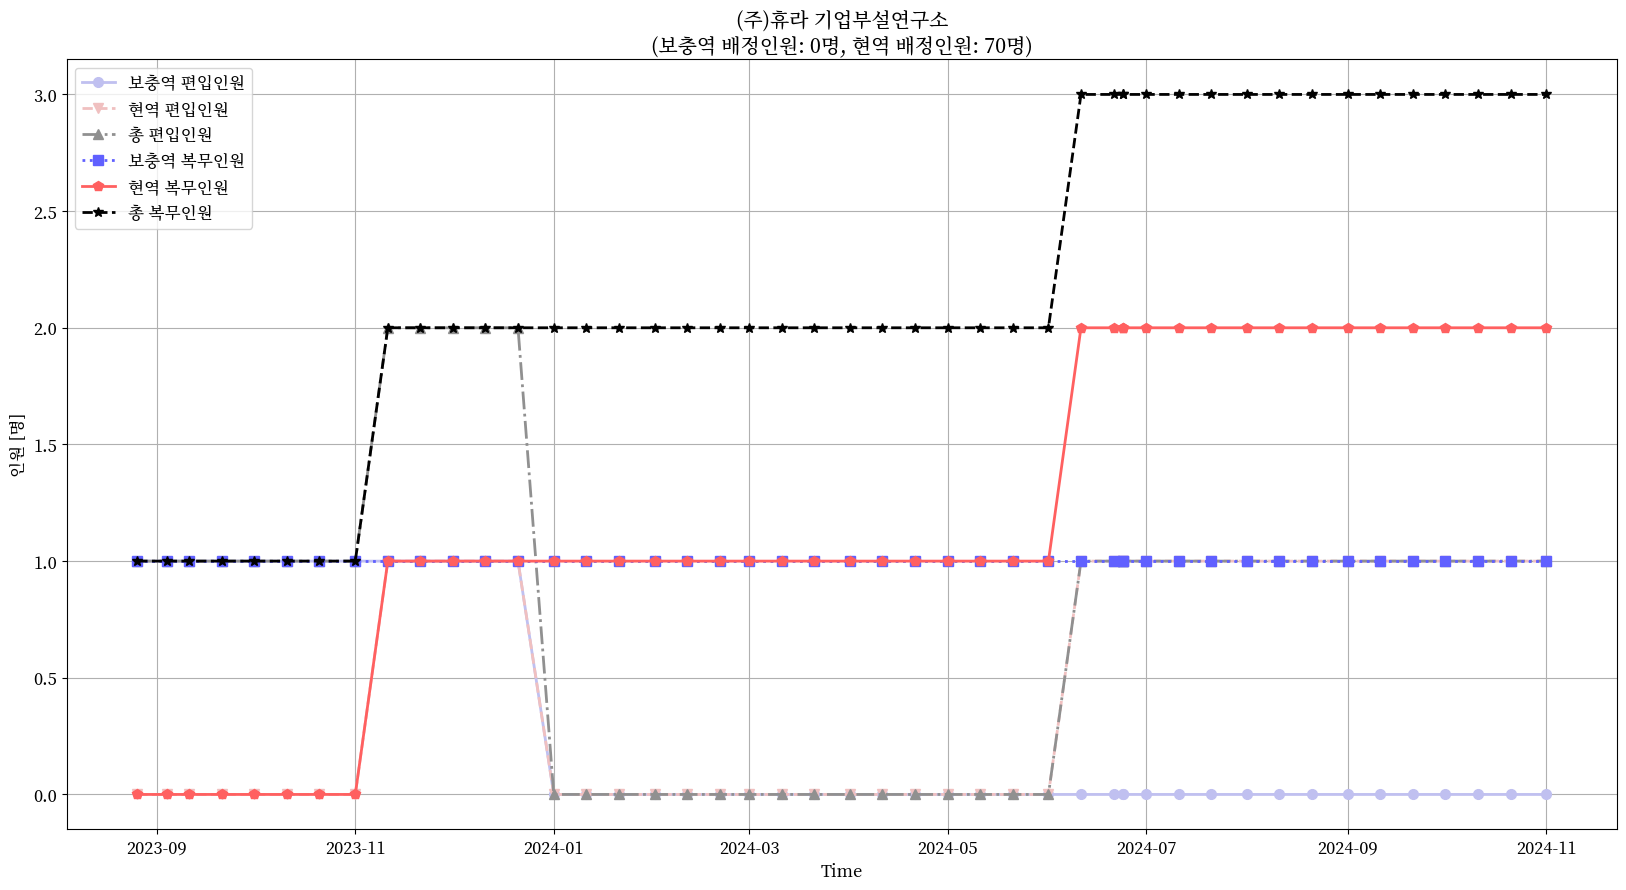 (주)휴라 기업부설연구소
(보충역 배정인원: 0명, 현역 배정인원: 70명)
보충역 편입인원
현역 편입인원
총 편입인원
보충역 복무인원
현역 복무인원
총 복무인원
인원 [명]
3.0
2.5
2.0
1.5
1.0
0.5
0.0
2023-09
2023-11
2024-01
2024-03
2024-05
2024-07
2024-09
2024-11
Time